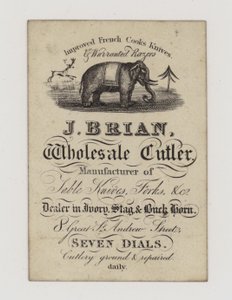 Improved French Cooks Knives,
& Warranted Razors
J. BRIAN,
Wholesale Cutler,
Manufacturer of
Table Knives, Forks, &c.
Dealer in Ivory, Stag & Buck Horn.
8 Great St. Andrew Street,
SEVEN DIALS.
Cutlery ground & repaired
daily.